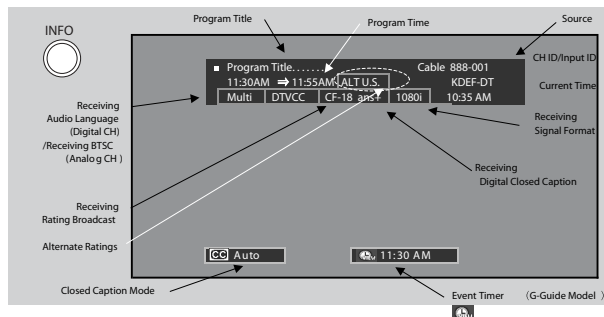 INFO
Program Title
Program Time
Source
Program Title.......
Cable 888-001
CH ID/Input ID
11:30AM ➡ 11:55AM ALT U.S.
KDEF-DT
Current Time
Multi DTVCC CF-18 ans+ 1080i 10:35 AM
Receiving
Audio Language
(Digital CH)
/Receiving BTSC
(Analog CH )
Receiving
Signal Format
Receiving
Digital Closed Caption
Receiving
Rating Broadcast
Alternate Ratings
CC Auto
11:30 AM
Closed Caption Mode
Event Timer (G-Guide Model )